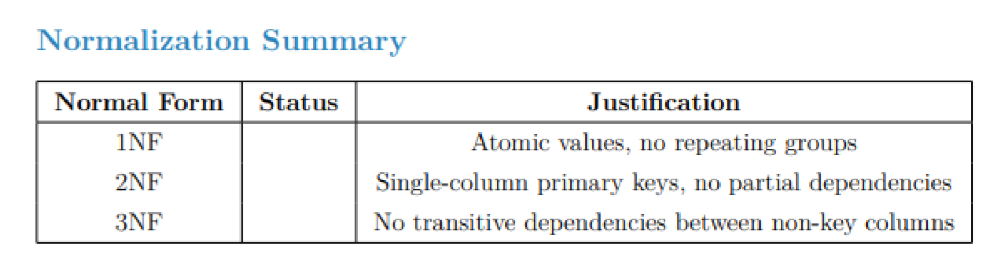 Normalization Summary
Normal Form Status Justification
1NF Atomic values, no repeating groups
2NF Single-column primary keys, no partial dependencies
3NF No transitive dependencies between non-key columns